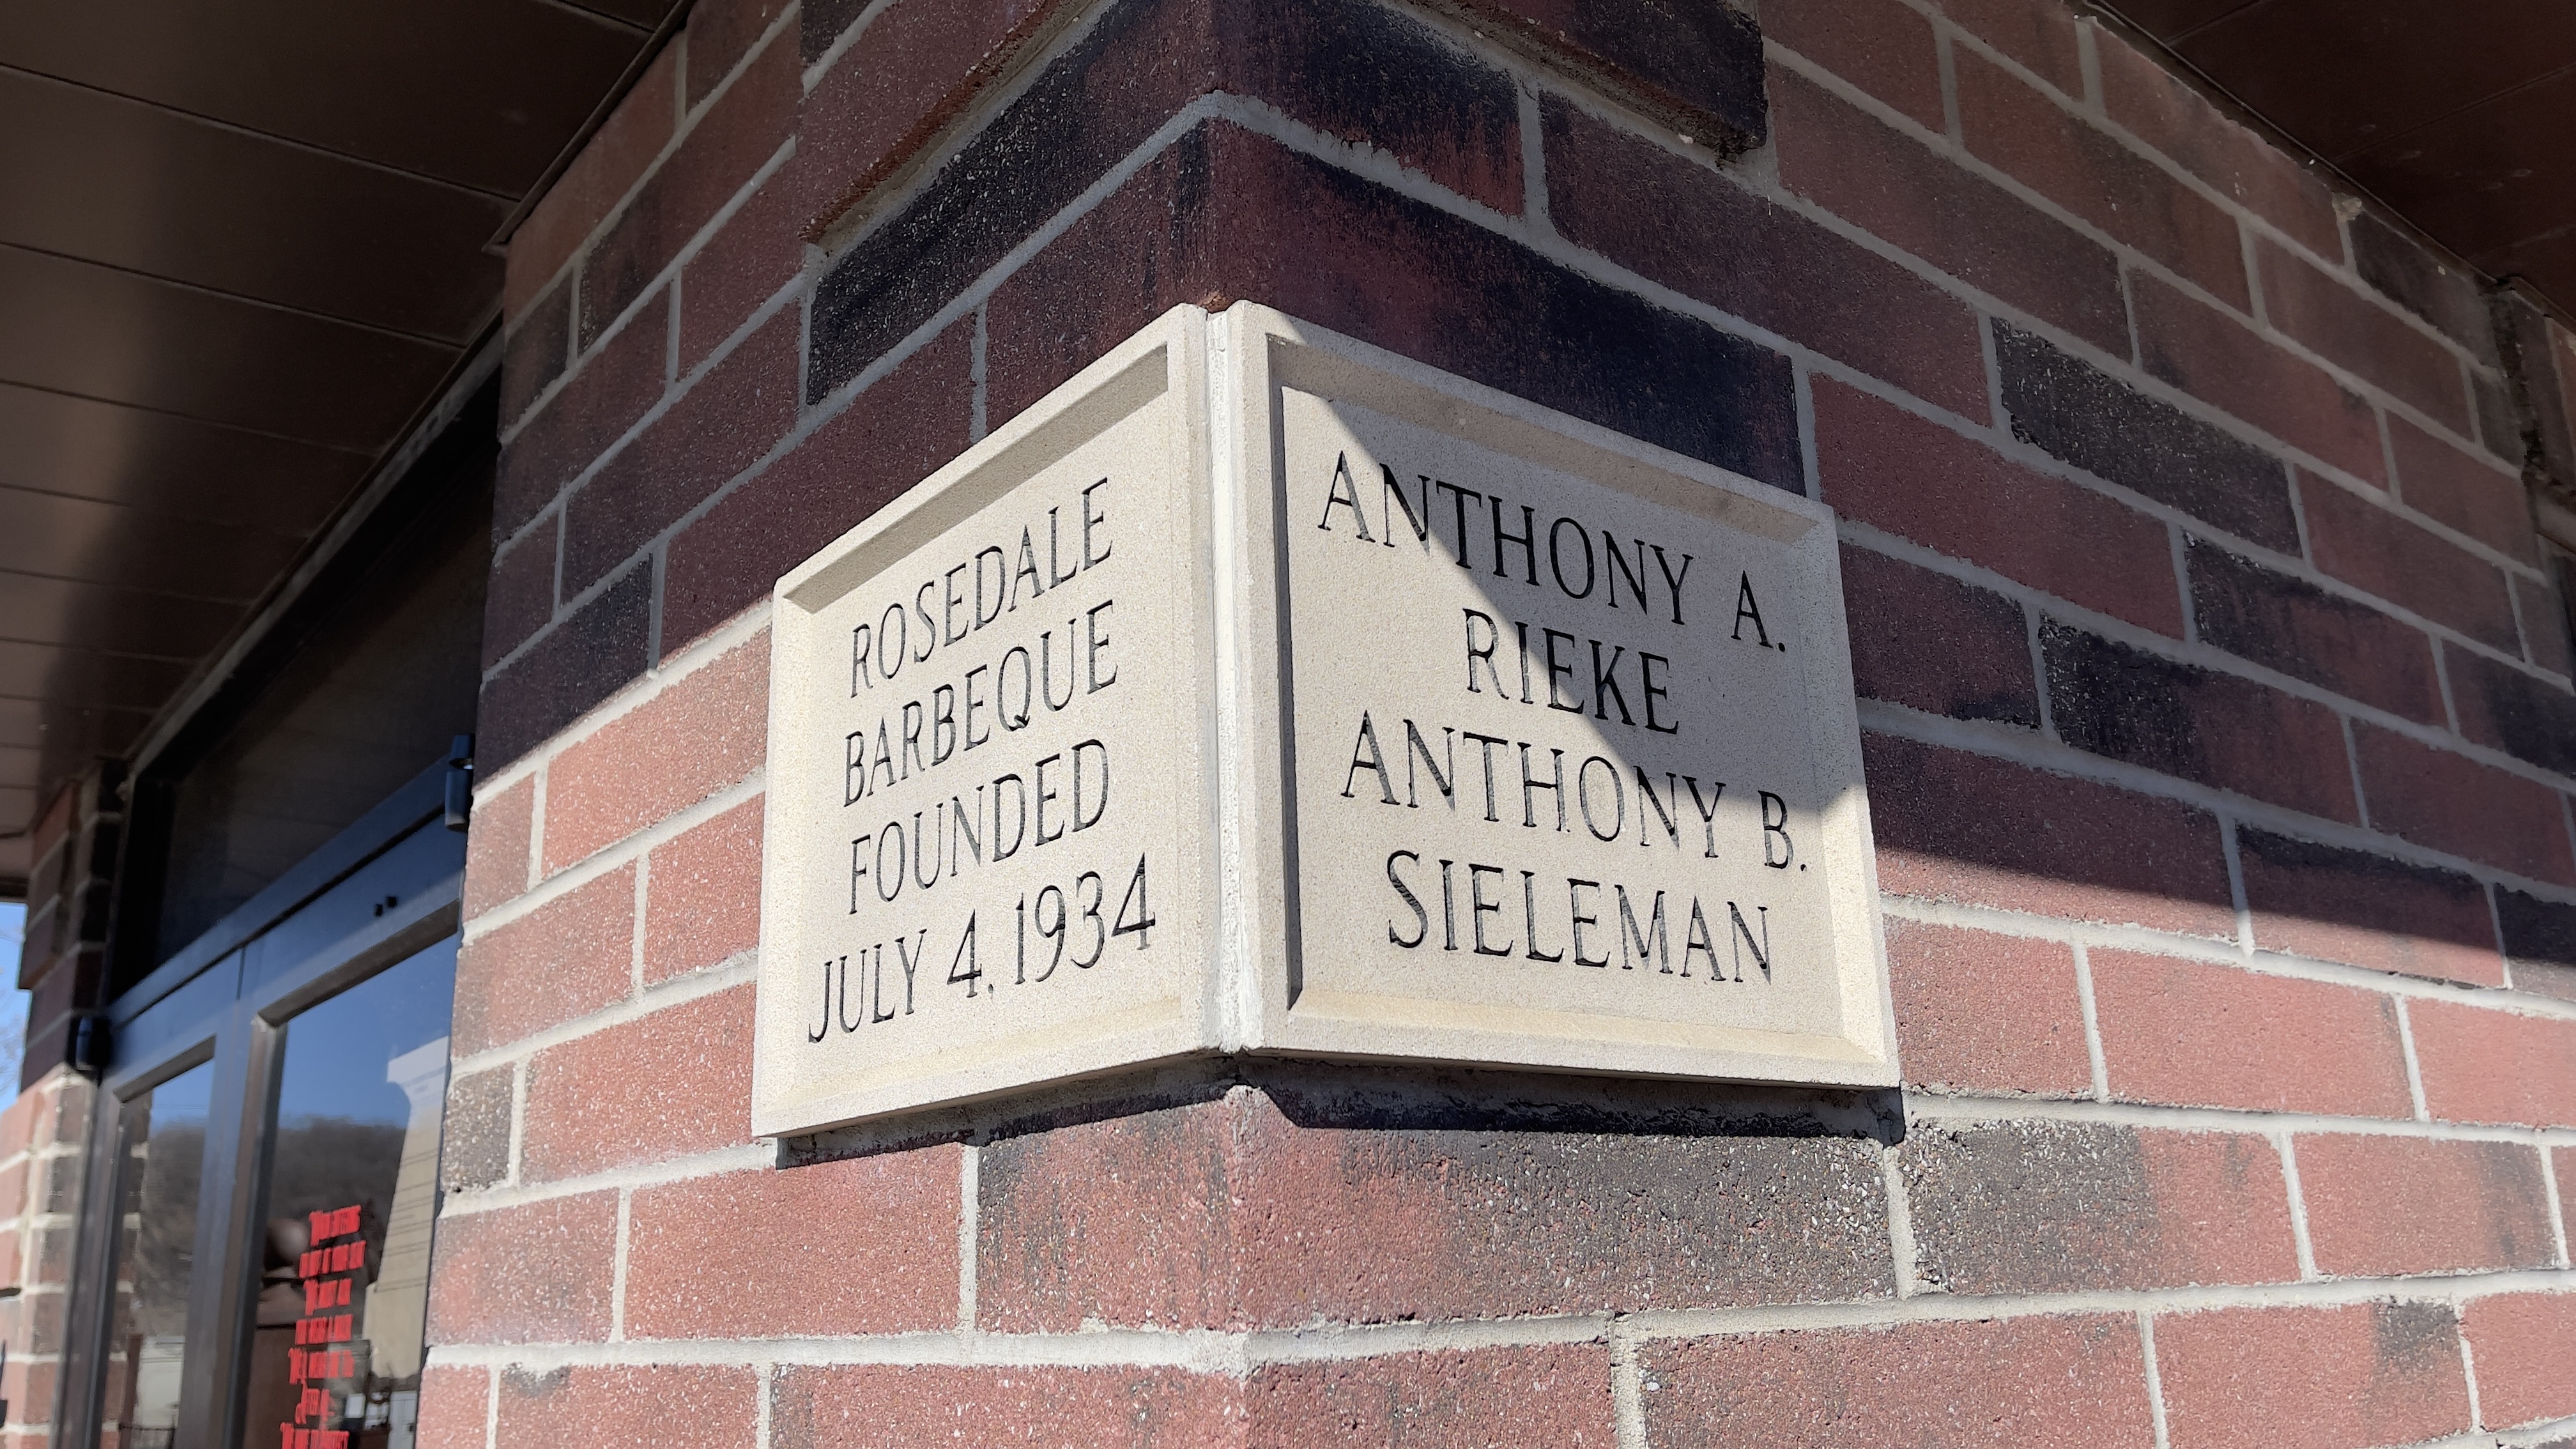 ROSEDALE
BARBEQUE
FOUNDED
JULY 4, 1934
ANTHONY A.
RIEKE
ANTHONY B.
SIELEMAN